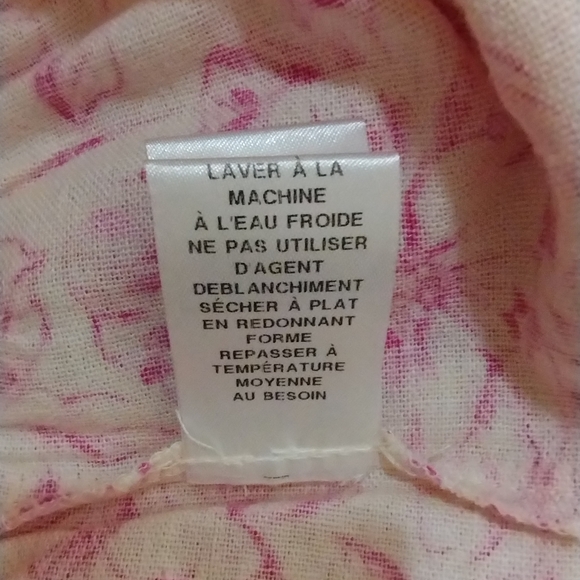 LAVER À LA
MACHINE
À L'EAU FROIDE
NE PAS UTILISER
D'AGENT
DEBLANCHIMENT
SÉCHER À PLAT
EN REDONNANT
FORME
REPASSER À
TEMPÉRATURE
MOYENNE
AU BESOIN